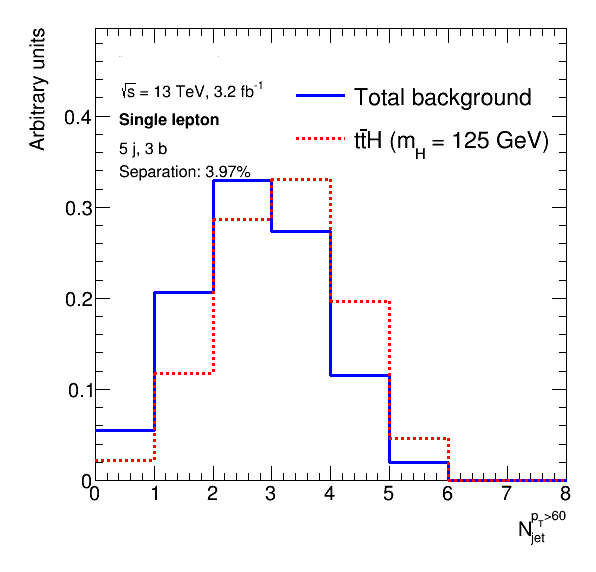 Arbitrary units
√s = 13 TeV, 3.2 fb⁻¹
Single lepton
5 j, 3 b
Separation: 3.97%
Total background
tt̄H (m_H = 125 GeV)
0.4
0.3
0.2
0.1
0
0 1 2 3 4 5 6 7 8
N_jet^{p_T>60}